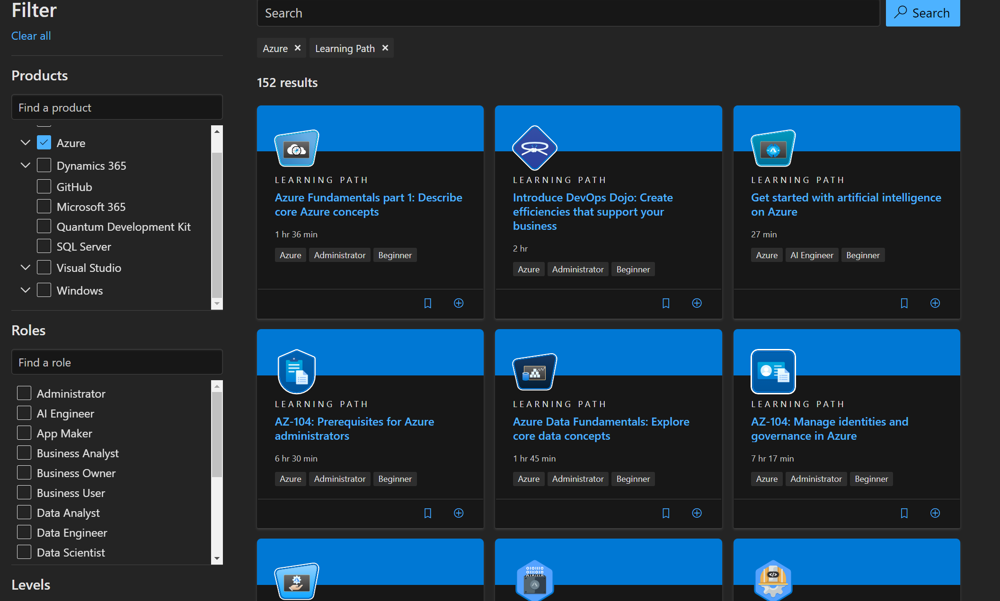 Filter
Clear all
Products
Find a product
Azure
Dynamics 365
GitHub
Microsoft 365
Quantum Development Kit
SQL Server
Visual Studio
Windows
Roles
Find a role
Administrator
AI Engineer
App Maker
Business Analyst
Business Owner
Business User
Data Analyst
Data Engineer
Data Scientist
Levels
Search
Search
Azure
Learning Path
152 results
LEARNING PATH
Azure Fundamentals part 1: Describe
core Azure concepts
1 hr 36 min
Azure Administrator Beginner
LEARNING PATH
Introduce DevOps Dojo: Create
efficiencies that support your
business
2 hr
Azure Administrator Beginner
LEARNING PATH
Get started with artificial intelligence
on Azure
27 min
Azure AI Engineer Beginner
LEARNING PATH
AZ-104: Prerequisites for Azure
administrators
6 hr 30 min
Azure Administrator Beginner
LEARNING PATH
Azure Data Fundamentals: Explore
core data concepts
1 hr 45 min
Azure Administrator Beginner
LEARNING PATH
AZ-104: Manage identities and
governance in Azure
7 hr 17 min
Azure Administrator Beginner